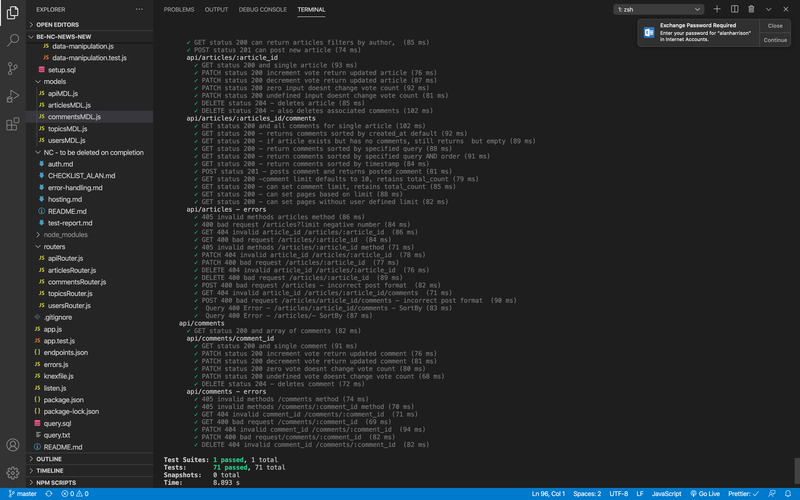 EXPLORER
OPEN EDITORS
BE-NC-NEWS-NEW
JS data-manipulation.js
data-manipulation.test.js
setup.sql
models
JS apiMDL.js
JS articlesMDL.js
JS commentsMDL.js
JS topicsMDL.js
JS usersMDL.js
NC - to be deleted on completion
auth.md
CHECKLIST_ALAN.md
error-handling.md
hosting.md
README.md
test-report.md
node_modules
routers
JS apiRouter.js
JS articlesRouter.js
JS commentsRouter.js
JS topicsRouter.js
JS usersRouter.js
.gitignore
JS app.js
app.test.js
{} endpoints.json
JS errors.js
JS knexfile.js
JS listen.js
{} package.json
{} package-lock.json
query.sql
query.txt
README.md
OUTLINE
TIMELINE
NPM SCRIPTS
PROBLEMS OUTPUT DEBUG CONSOLE TERMINAL
1: zsh
Exchange Password Required
Enter your password for "alanharrison"
in Internet Accounts.
Close
Continue
✓ GET status 200 can return articles filters by author, (85 ms)
✓ POST status 201 can post new article (74 ms)
api/articles/:article_id
✓ GET status 200 and single article (93 ms)
✓ PATCH status 200 increment vote return updated article (76 ms)
✓ PATCH status 200 decrement vote return updated article (87 ms)
✓ PATCH status 200 zero input doesnt change vote count (92 ms)
✓ PATCH status 200 undefined input doesnt change vote count (81 ms)
✓ DELETE status 204 - deletes article (85 ms)
✓ DELETE status 204 - also deletes associated comments (102 ms)
api/articles/:articles_id/comments
✓ GET status 200 and all comments for single article (102 ms)
✓ GET status 200 - returns comments sorted by created_at default (92 ms)
✓ GET status 200 - if article exists but has no comments, still returns but empty (89 ms)
✓ GET status 200 - return comments sorted by specified query (88 ms)
✓ GET status 200 - return comments sorted by specified query AND order (91 ms)
✓ GET status 200 - return comments sorted by timestamp (84 ms)
✓ POST status 201 - posts comment and returns posted comment (81 ms)
✓ GET status 200 -comment limit defaults to 10, retains total_count (79 ms)
✓ GET status 200 - can set comment limit, retains total_count (85 ms)
✓ GET status 200 - can set pages based on limit (88 ms)
✓ GET status 200 - can set pages without user defined limit (82 ms)
api/articles - errors
✓ 405 invalid methods articles method (86 ms)
✓ 400 bad request /articles?limit negative number (84 ms)
✓ GET 404 invalid article_id /articles/:article_id (86 ms)
✓ GET 400 bad request /articles/:article_id (84 ms)
✓ 405 invalid methods /articles/:article_id method (71 ms)
✓ PATCH 404 invalid article_id /articles/:article_id (78 ms)
✓ PATCH 400 bad request /articles/:article_id (77 ms)
✓ DELETE 404 invalid article_id /articles/:article_id (76 ms)
✓ DELETE 400 bad request /articles/:article_id (89 ms)
✓ POST 400 bad request /articles - incorrect post format (82 ms)
✓ GET 404 invalid article_id /articles/:article_id/comments (71 ms)
✓ POST 400 bad request /articles/article_id/comments - incorrect post format (90 ms)
✓ Query 400 Error - /articles/:article_id/comments - SortBy (83 ms)
✓ Query 400 Error - /articles/- SortBy (87 ms)
api/comments
✓ GET status 200 and array of comments (82 ms)
api/comments/comment_id
✓ GET status 200 and single comment (91 ms)
✓ PATCH status 200 increment vote return updated comment (76 ms)
✓ PATCH status 200 decrement vote return updated comment (81 ms)
✓ PATCH status 200 zero vote doesnt change vote count (80 ms)
✓ PATCH status 200 undefined vote doesnt change vote count (68 ms)
✓ DELETE status 204 - deletes comment (72 ms)
api/comments - errors
✓ 405 invalid methods /comments method (74 ms)
✓ 405 invalid methods /comments/:comment_id method (70 ms)
✓ GET 404 invalid comment_id /comments/:comment_id (71 ms)
✓ GET 400 bad request /comments/:comment_id (69 ms)
✓ PATCH 404 invalid comment_id /comments/:comment_id (94 ms)
✓ PATCH 400 bad request/comments/:comment_id (82 ms)
✓ DELETE 404 invalid comment_id /comments/:comment_id (82 ms)
Test Suites: 1 passed, 1 total
Tests: 71 passed, 71 total
Snapshots: 0 total
Time: 8.893 s
master 0 0 Ln 96, Col 1 Spaces: 2 UTF-8 LF JavaScript Go Live Prettier: ✓